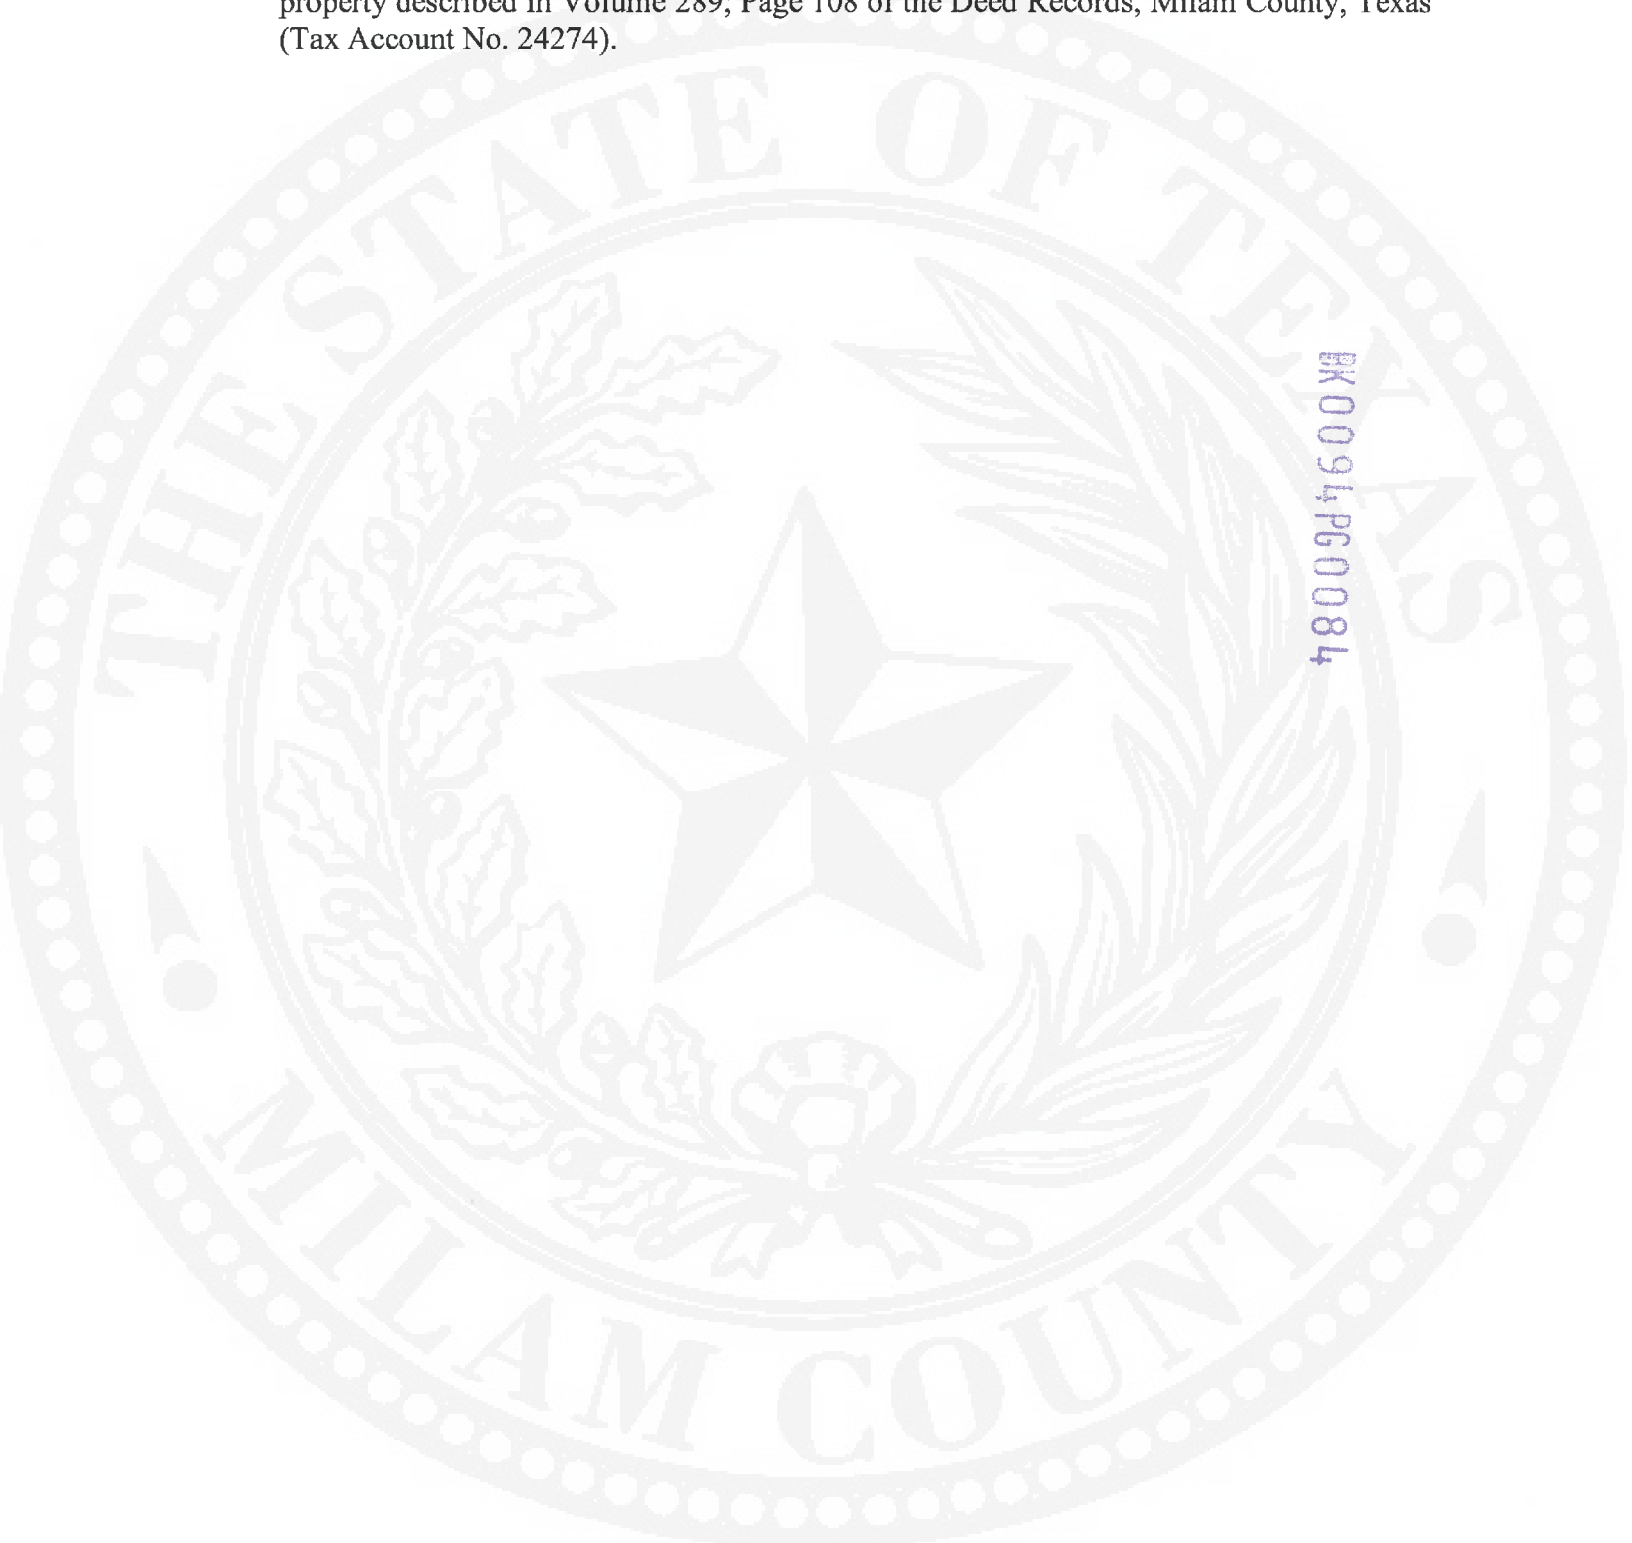 property described in Volume 289, Page 108 of the Deed Records, Milam County, Texas
(Tax Account No. 24274).
THE STATE OF TEXAS
BK0094PG0084
MILAM COUNTY